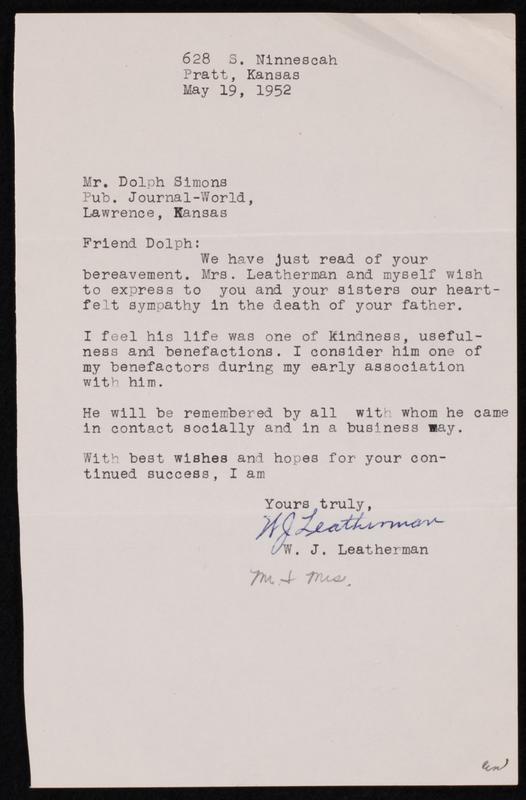 628 S. Ninnescah
Pratt, Kansas
May 19, 1952
Mr. Dolph Simons
Pub. Journal-World,
Lawrence, Kansas
Friend Dolph:
We have just read of your
bereavement. Mrs. Leatherman and myself wish
to express to you and your sisters our heart-
felt sympathy in the death of your father.
I feel his life was one of Kindness, useful-
ness and benefactions. I consider him one of
my benefactors during my early association
with him.
He will be remembered by all with whom he came
in contact socially and in a business way.
With best wishes and hopes for your con-
tinued success, I am
Yours truly,
W J Leatherman
W. J. Leatherman
Mr. & Mrs.